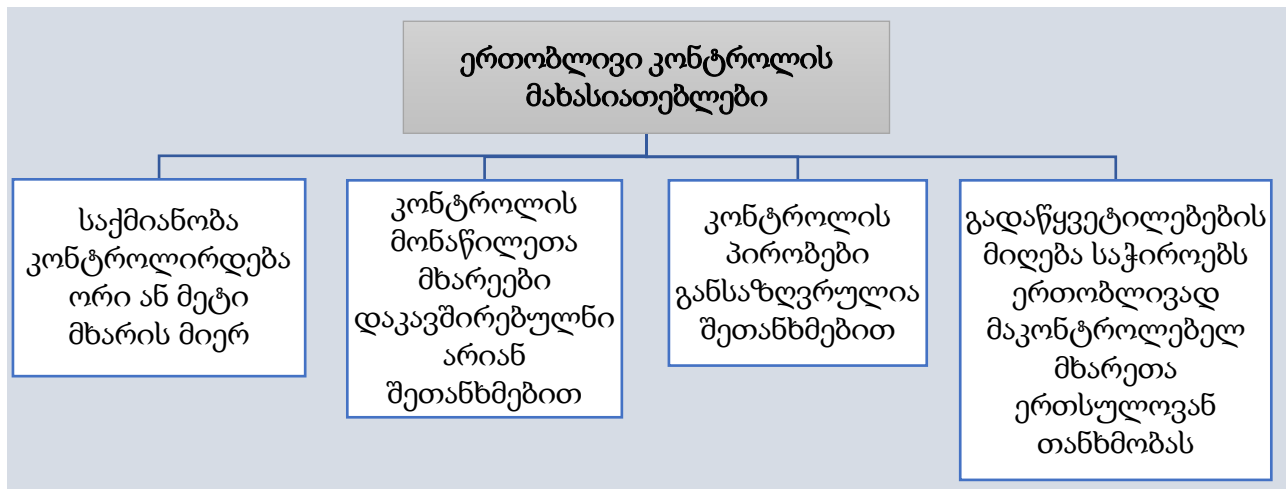 ერთობლივი კონტროლის
მახასიათებლები
საქმიანობა
კონტროლირდება
ორი ან მეტი
მხარის მიერ
კონტროლის
მონაწილეთა
მხარეები
დაკავშირებულნი
არიან
შეთანხმებით
კონტროლის
პირობები
განსაზღვრულია
შეთანხმებით
გადაწყვეტილებების
მიღება საჭიროებს
ერთობლივად
მაკონტროლებელ
მხარეთა
ერთსულოვან
თანხმობას